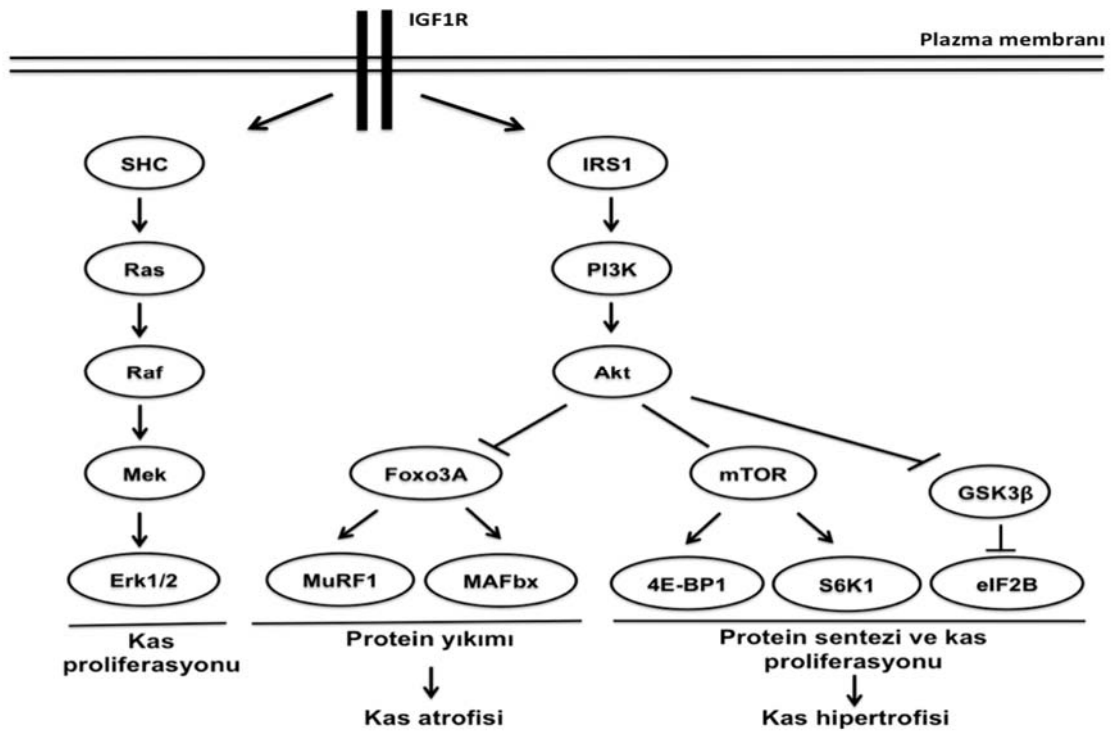 IGF1R
Plazma membranı
SHC
IRS1
Ras
PI3K
Raf
Akt
Mek
Foxo3A
mTOR
GSK3β
Erk1/2
MuRF1
MAFbx
4E-BP1
S6K1
eIF2B
Kas
proliferasyonu
Protein yıkımı
Protein sentezi ve kas
proliferasyonu
Kas atrofisi
Kas hipertrofisi